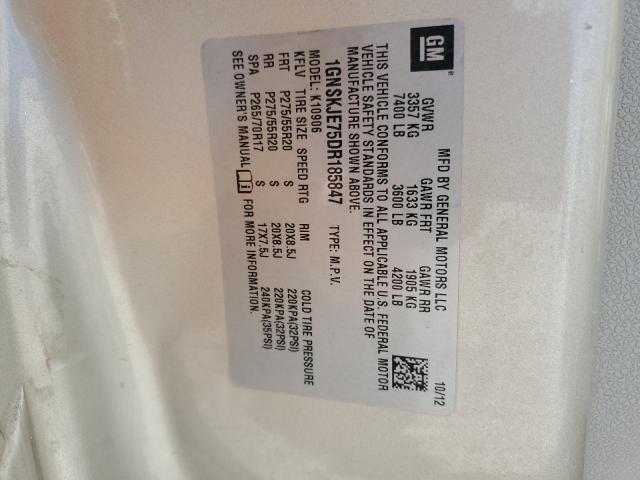 GM
®
MFD BY GENERAL MOTORS LLC 10/12
GVWR GAWR FRT GAWR RR
3357 KG 1633 KG 1905 KG
7400 LB 3600 LB 4200 LB
THIS VEHICLE CONFORMS TO ALL APPLICABLE U.S. FEDERAL MOTOR
VEHICLE SAFETY STANDARDS IN EFFECT ON THE DATE OF
MANUFACTURE SHOWN ABOVE.
1GNSKJE75DR185847 TYPE: M.P.V.
MODEL: K10906
KFLV TIRE SIZE SPEED RTG RIM COLD TIRE PRESSURE
FRT P275/55R20 S 20X8.5J 220KPA(32PSI)
RR P275/55R20 S 20X8.5J 220KPA(32PSI)
SPA P265/70R17 S 17X7.5J 240KPA(35PSI)
SEE OWNER'S MANUAL i FOR MORE INFORMATION.